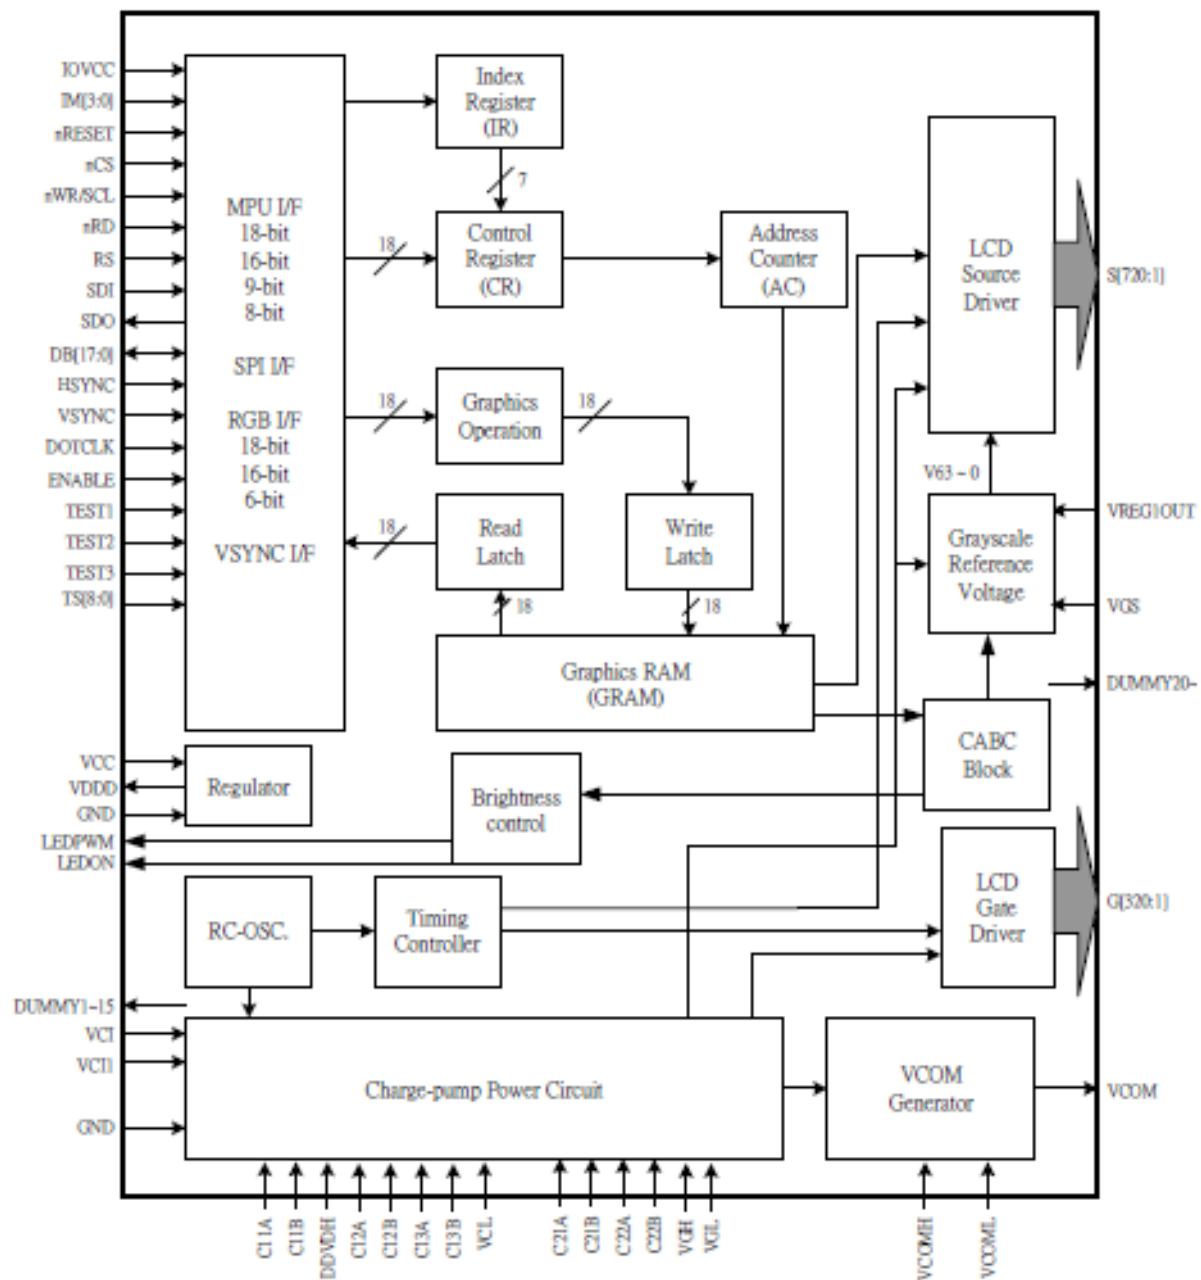 IOVCC
IM[3:0]
nRESET
nCS
nWR/SCL
nRD
RS
SDI
SDO
DB[17:0]
HSYNC
VSYNC
DOTCLK
ENABLE
TEST1
TEST2
TEST3
TS[8:0]
MPU I/F
18-bit
16-bit
9-bit
8-bit
SPI I/F
RGB I/F
18-bit
16-bit
6-bit
VSYNC I/F
Index
Register
(IR)
7
18
Control
Register
(CR)
Address
Counter
(AC)
18
Graphics
Operation
18
18
Read
Latch
Write
Latch
18
18
Graphics RAM
(GRAM)
LCD
Source
Driver
S[720:1]
V63 ~ 0
Grayscale
Reference
Voltage
VREG1OUT
VGS
DUMMY20~
CABC
Block
VCC
VDDD
GND
LEDPWM
LEDON
Regulator
Brightness
control
RC-OSC.
Timing
Controller
LCD
Gate
Driver
G[320:1]
DUMMY1~15
VCI
VCI1
GND
Charge-pump Power Circuit
VCOM
Generator
VCOM
C11A
C11B
DDVDH
C12A
C12B
C13A
C13B
VCL
C21A
C21B
C22A
C22B
VGH
VGL
VCOMH
VCOML